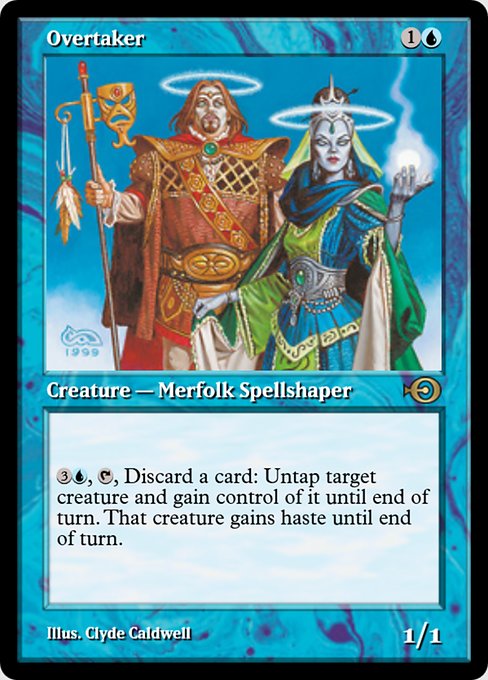 Overtaker 1
1999
Creature — Merfolk Spellshaper
3, Discard a card: Untap target
creature and gain control of it until end of
turn. That creature gains haste until end
of turn.
Illus. Clyde Caldwell 1/1